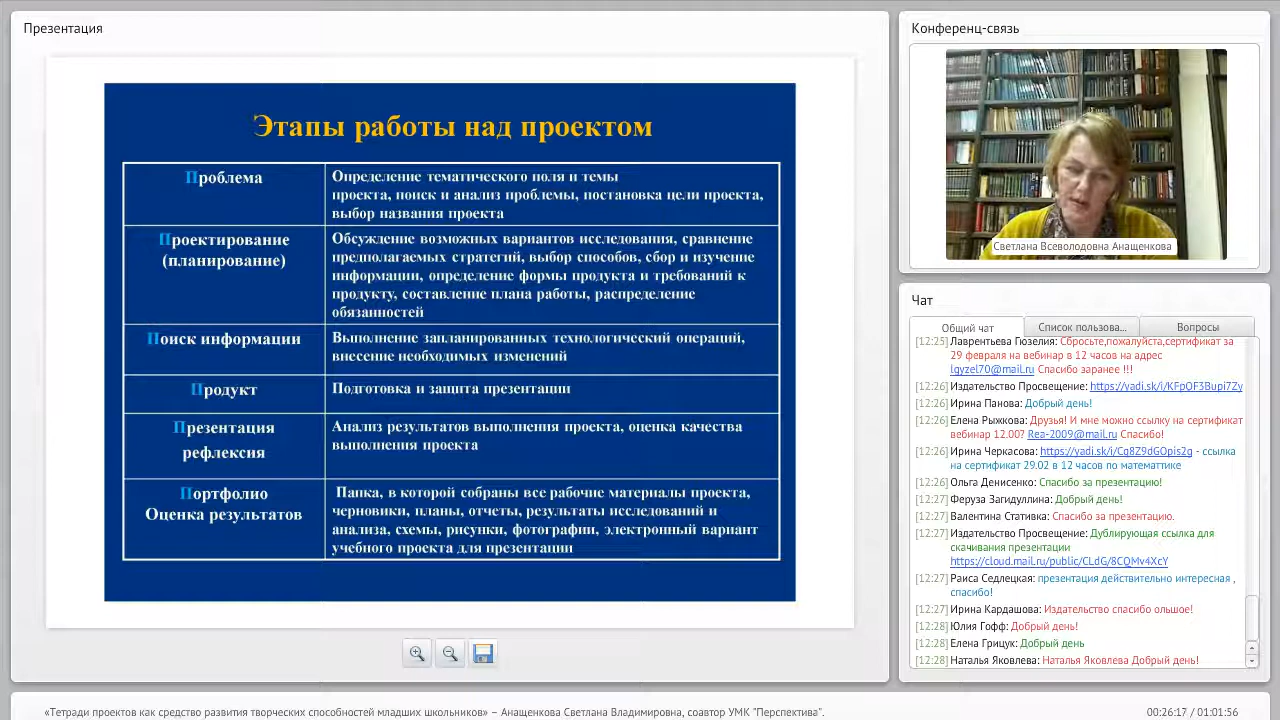 Презентация
Этапы работы над проектом
Проблема
Определение тематического поля и темы
проекта, поиск и анализ проблемы, постановка цели проекта,
выбор названия проекта
Проектирование
(планирование)
Обсуждение возможных вариантов исследования, сравнение
предполагаемых стратегий, выбор способов, сбор и изучение
информации, определение формы продукта и требований к
продукту, составление плана работы, распределение
обязанностей
Поиск информации
Выполнение запланированных технологический операций,
внесение необходимых изменений
Продукт
Подготовка и защита презентации
Презентация
рефлексия
Анализ результатов выполнения проекта, оценка качества
выполнения проекта
Портфолио
Оценка результатов
Папка, в которой собраны все рабочие материалы проекта,
черновики, планы, отчеты, результаты исследований и
анализа, схемы, рисунки, фотографии, электронный вариант
учебного проекта для презентации
Конференц-связь
Светлана Всеволодовна Анащенкова
Чат
Общий чат
Список пользова...
Вопросы
[12:25] Лаврентьева Гюзелия: Сбросьте,пожалуйста,сертификат за
29 февраля на вебинар в 12 часов на адрес
lgyzel70@mail.ru Спасибо заранее !!!
[12:26] Издательство Просвещение: https://yadi.sk/i/KFpQF3Bupi7Zy
[12:26] Ирина Панова: Добрый день!
[12:26] Елена Рыжкова: Друзья! И мне можно ссылку на сертификат
вебинар 12.00? Rea-2009@mail.ru Спасибо!
[12:26] Ирина Черкасова: https://yadi.sk/i/Cg8Z9dGOpis2g - ссылка
на сертификат 29.02 в 12 часов по математтике
[12:26] Ольга Денисенко: Спасибо за презентацию!
[12:27] Феруза Загидуллина: Добрый день!
[12:27] Валентина Стативка: Спасибо за презентацию.
[12:27] Издательство Просвещение: Дублирующая ссылка для
скачивания презентации
https://cloud.mail.ru/public/CLdG/8CQMv4XcY
[12:27] Раиса Седлецкая: презентация действительно интересная ,
спасибо!
[12:27] Ирина Кардашова: Издательство спасибо ольшое!
[12:28] Юлия Гофф: Добрый день!
[12:28] Елена Грицук: Добрый день
[12:28] Наталья Яковлева: Наталья Яковлева Добрый день!
«Тетради проектов как средство развития творческих способностей младших школьников» – Анащенкова Светлана Владимировна, соавтор УМК "Перспектива".
00:26:17 / 01:01:56